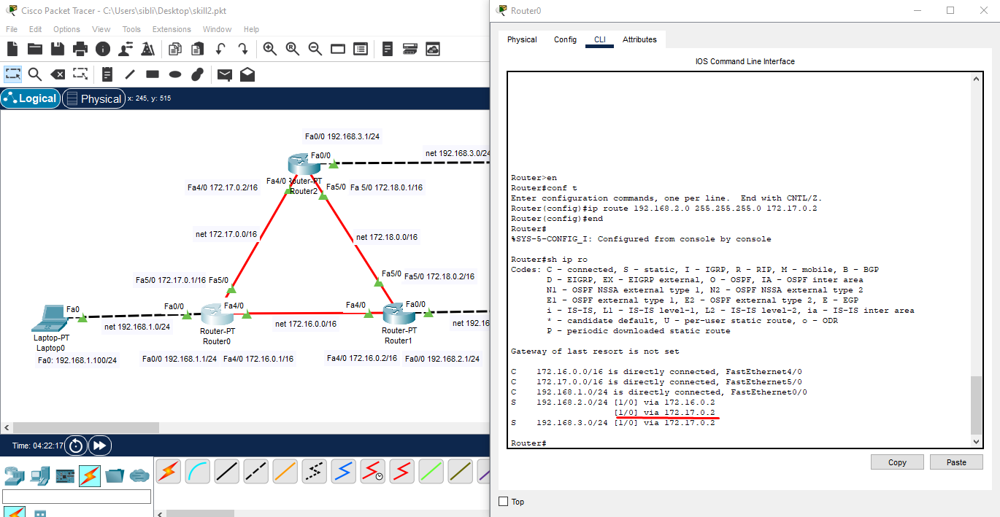 Cisco Packet Tracer - C:\Users\sibli\Desktop\skill2.pkt
File Edit Options View Tools Extensions Window Help
Logical
Physical
x: 245, y: 515
Fa0/0 192.168.3.1/24
Fa0/0
net 192.168.3.0/24
Fa4/0 172.17.0.2/16
Fa4/0
Router-PT
Router2
Fa5/0
Fa 5/0 172.18.0.1/16
net 172.17.0.0/16
net 172.18.0.0/16
Fa5/0 172.17.0.1/16
Fa5/0
Fa5/0
Fa5/0 172.18.0.2/16
Fa0
Fa0/0
Fa4/0
Fa4/0
Fa0/0
net 192.168.1.0/24
net 172.16.0.0/16
net 192.16
Laptop-PT
Laptop0
Router-PT
Router0
Router-PT
Router1
Fa0: 192.168.1.100/24
Fa0/0 192.168.1.1/24
Fa4/0 172.16.0.1/16
Fa4/0 172.16.0.2/16
Fa0/0 192.168.2.1/24
Time: 04:22:17
Router0
Physical Config CLI Attributes
IOS Command Line Interface
Router>en
Router#conf t
Enter configuration commands, one per line.  End with CNTL/Z.
Router(config)#ip route 192.168.2.0 255.255.255.0 172.17.0.2
Router(config)#end
Router#
%SYS-5-CONFIG_I: Configured from console by console
Router#sh ip ro
Codes: C - connected, S - static, I - IGRP, R - RIP, M - mobile, B - BGP
D - EIGRP, EX - EIGRP external, O - OSPF, IA - OSPF inter area
N1 - OSPF NSSA external type 1, N2 - OSPF NSSA external type 2
E1 - OSPF external type 1, E2 - OSPF external type 2, E - EGP
i - IS-IS, L1 - IS-IS level-1, L2 - IS-IS level-2, ia - IS-IS inter area
* - candidate default, U - per-user static route, o - ODR
P - periodic downloaded static route
Gateway of last resort is not set
C    172.16.0.0/16 is directly connected, FastEthernet4/0
C    172.17.0.0/16 is directly connected, FastEthernet5/0
C    192.168.1.0/24 is directly connected, FastEthernet0/0
S    192.168.2.0/24 [1/0] via 172.16.0.2
[1/0] via 172.17.0.2
S    192.168.3.0/24 [1/0] via 172.17.0.2
Router#
Copy
Paste
Top